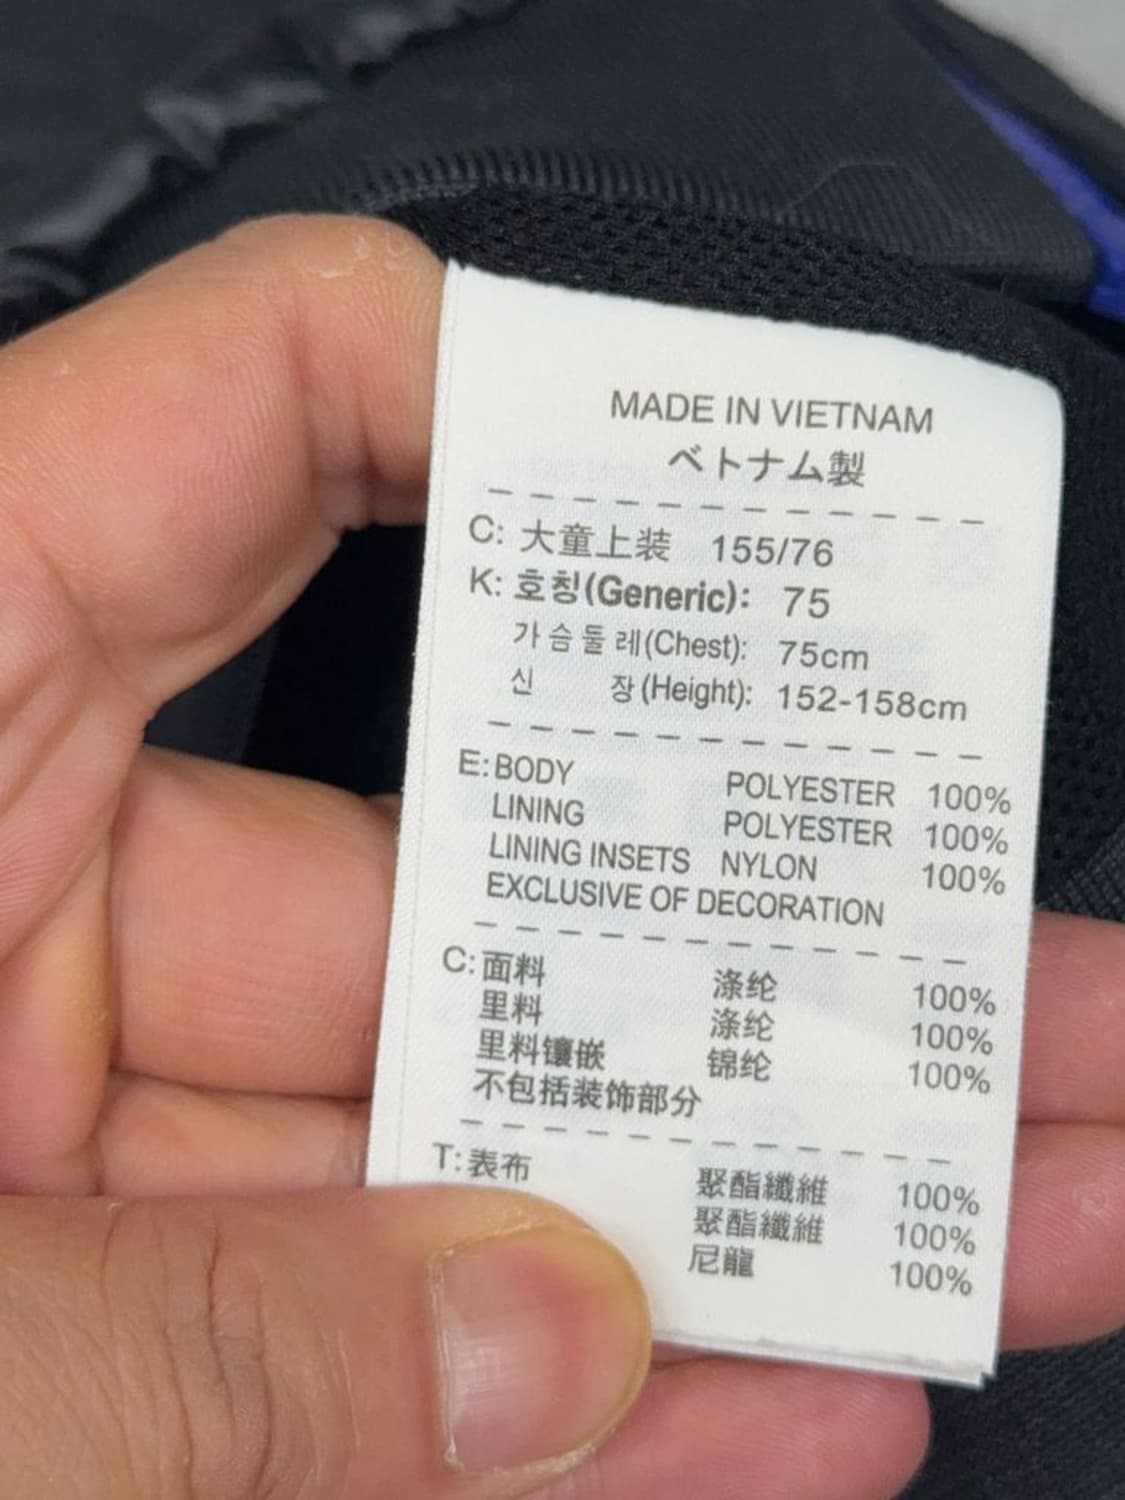 MADE IN VIETNAM
ベトナム製
C: 大童上装 155/76
K: 호칭(Generic): 75
가슴둘레(Chest): 75cm
신 장(Height): 152-158cm
E: BODY POLYESTER 100%
LINING POLYESTER 100%
LINING INSETS NYLON 100%
EXCLUSIVE OF DECORATION
C: 面料 涤纶 100%
里料 涤纶 100%
里料镶嵌 锦纶 100%
不包括装饰部分
T: 表布 聚酯纖維 100%
聚酯纖維 100%
尼龍 100%